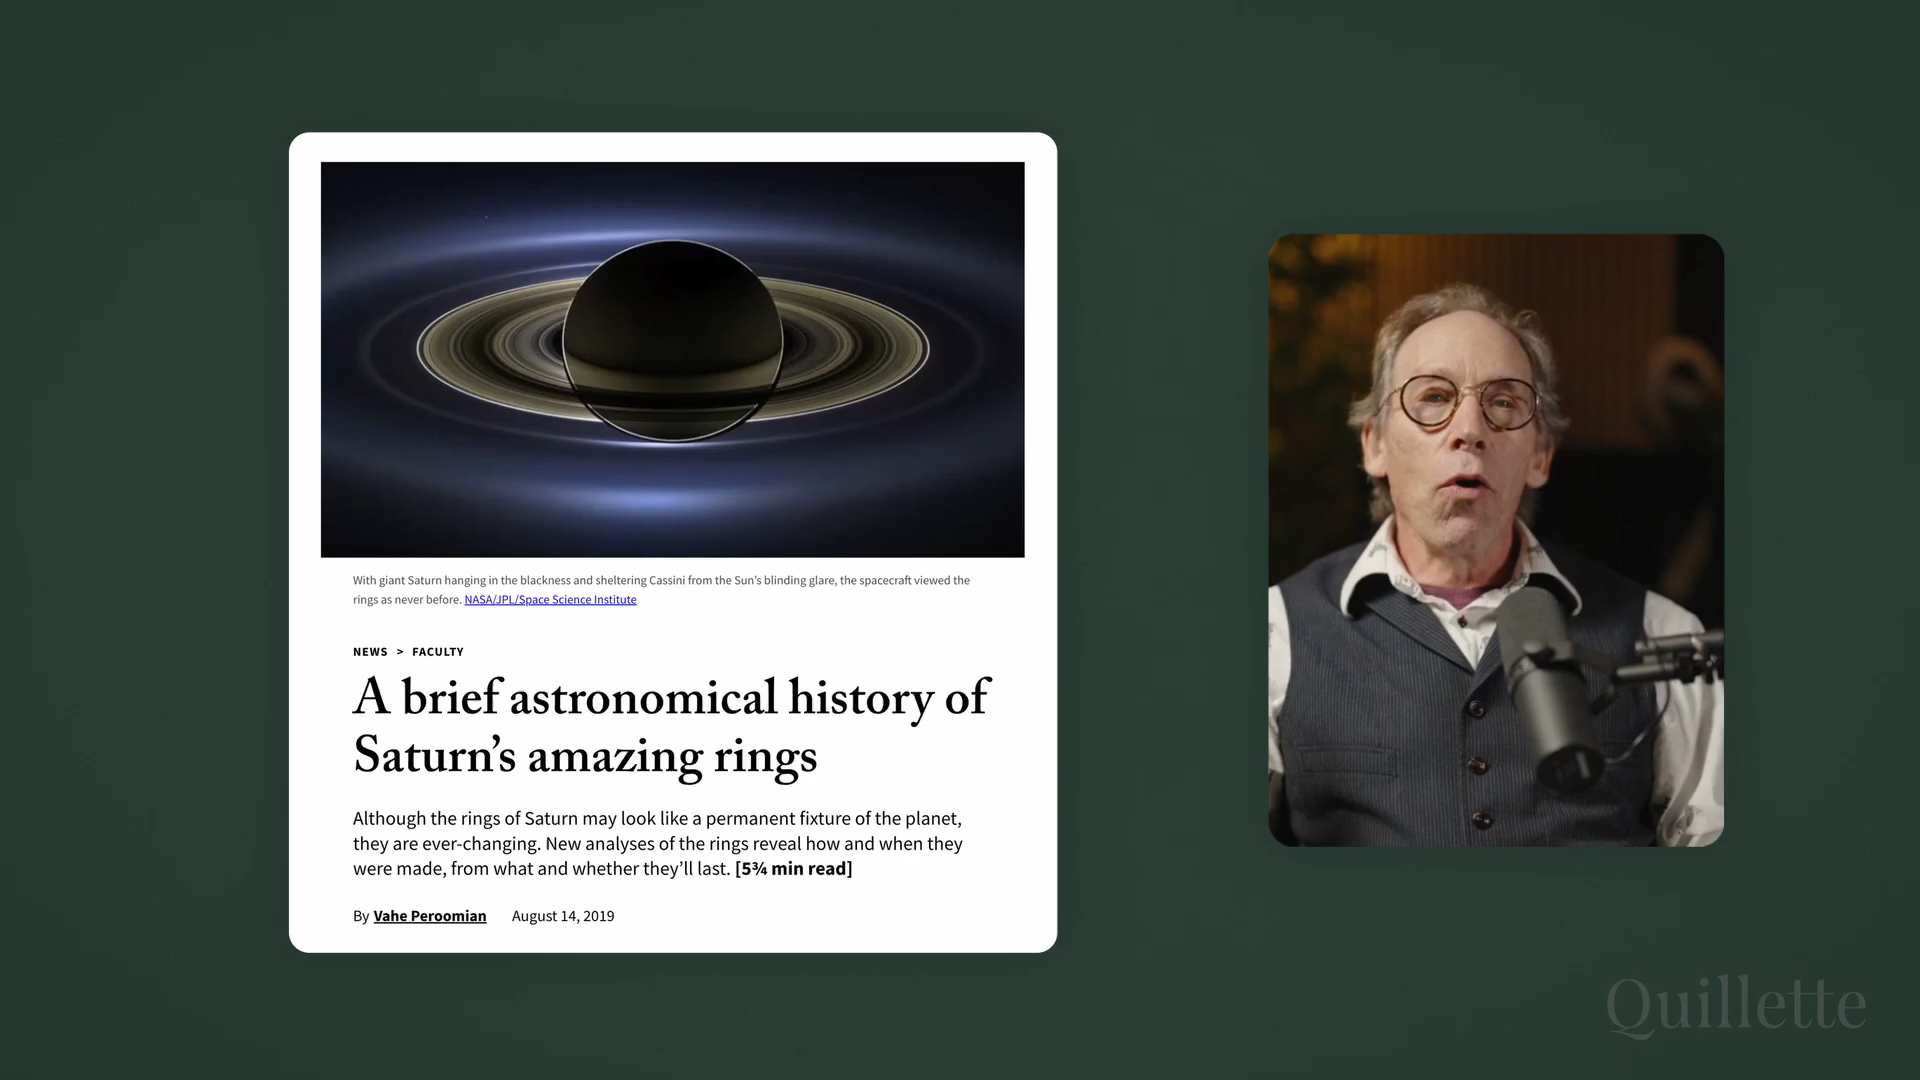 With giant Saturn hanging in the blackness and sheltering Cassini from the Sun’s blinding glare, the spacecraft viewed the
rings as never before. NASA/JPL/Space Science Institute
NEWS > FACULTY
A brief astronomical history of
Saturn’s amazing rings
Although the rings of Saturn may look like a permanent fixture of the planet,
they are ever-changing. New analyses of the rings reveal how and when they
were made, from what and whether they’ll last. [5¾ min read]
By Vahe Peroomian August 14, 2019
Quillette